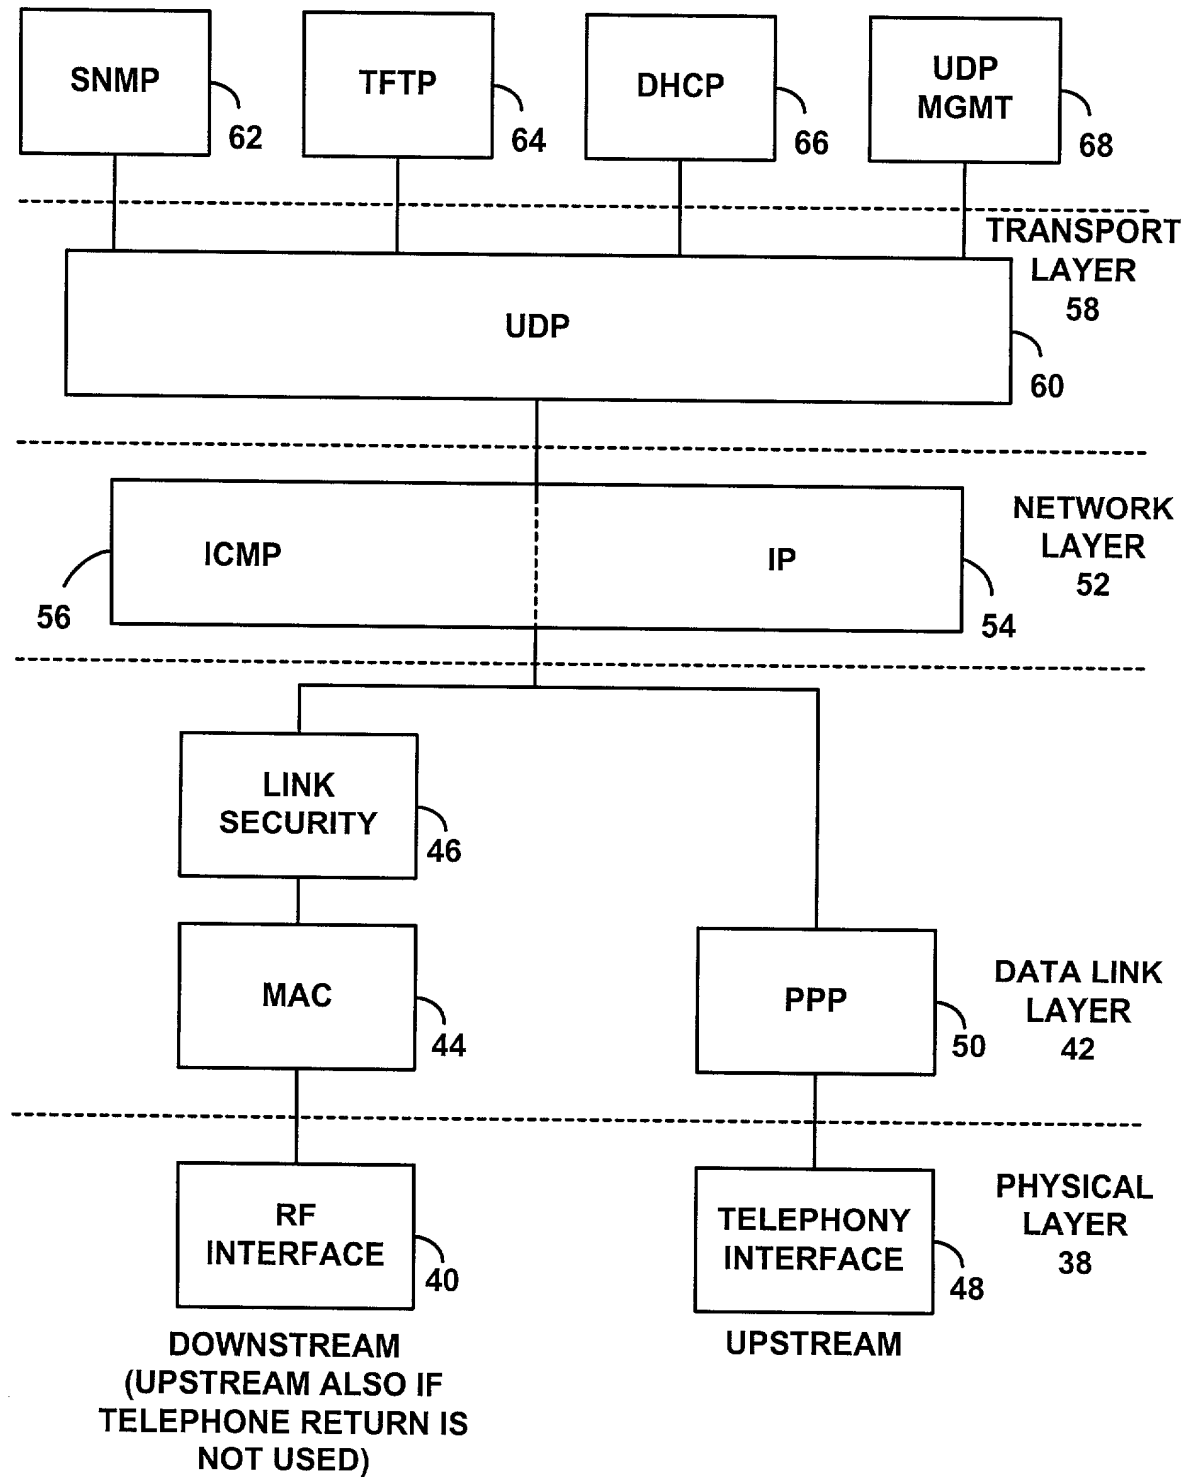 SNMP
62
TFTP
64
DHCP
66
UDP
MGMT
68
TRANSPORT
LAYER
58
UDP
60
NETWORK
LAYER
52
ICMP
56
IP
54
LINK
SECURITY
46
MAC
44
PPP
50
DATA LINK
LAYER
42
RF
INTERFACE
40
TELEPHONY
INTERFACE
48
PHYSICAL
LAYER
38
DOWNSTREAM
(UPSTREAM ALSO IF
TELEPHONE RETURN IS
NOT USED)
UPSTREAM